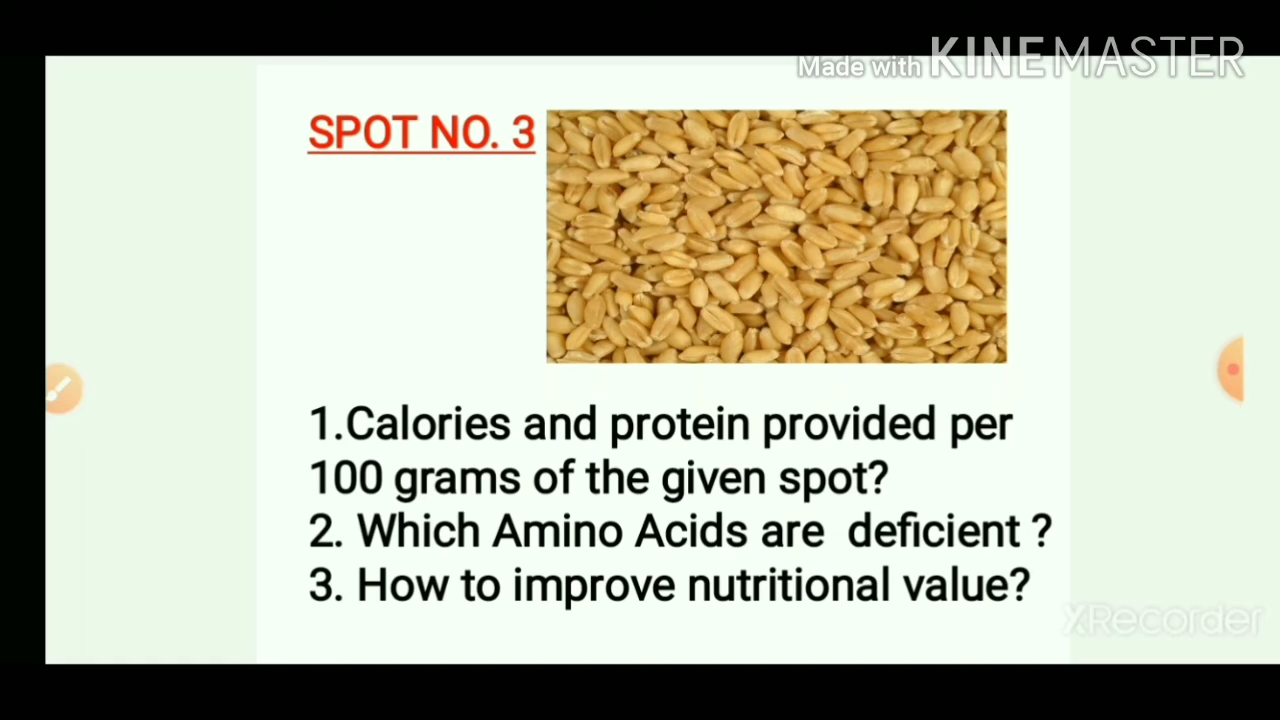 Made with KINEMASTER
SPOT NO. 3
1.Calories and protein provided per
100 grams of the given spot?
2. Which Amino Acids are deficient ?
3. How to improve nutritional value?
XRecorder